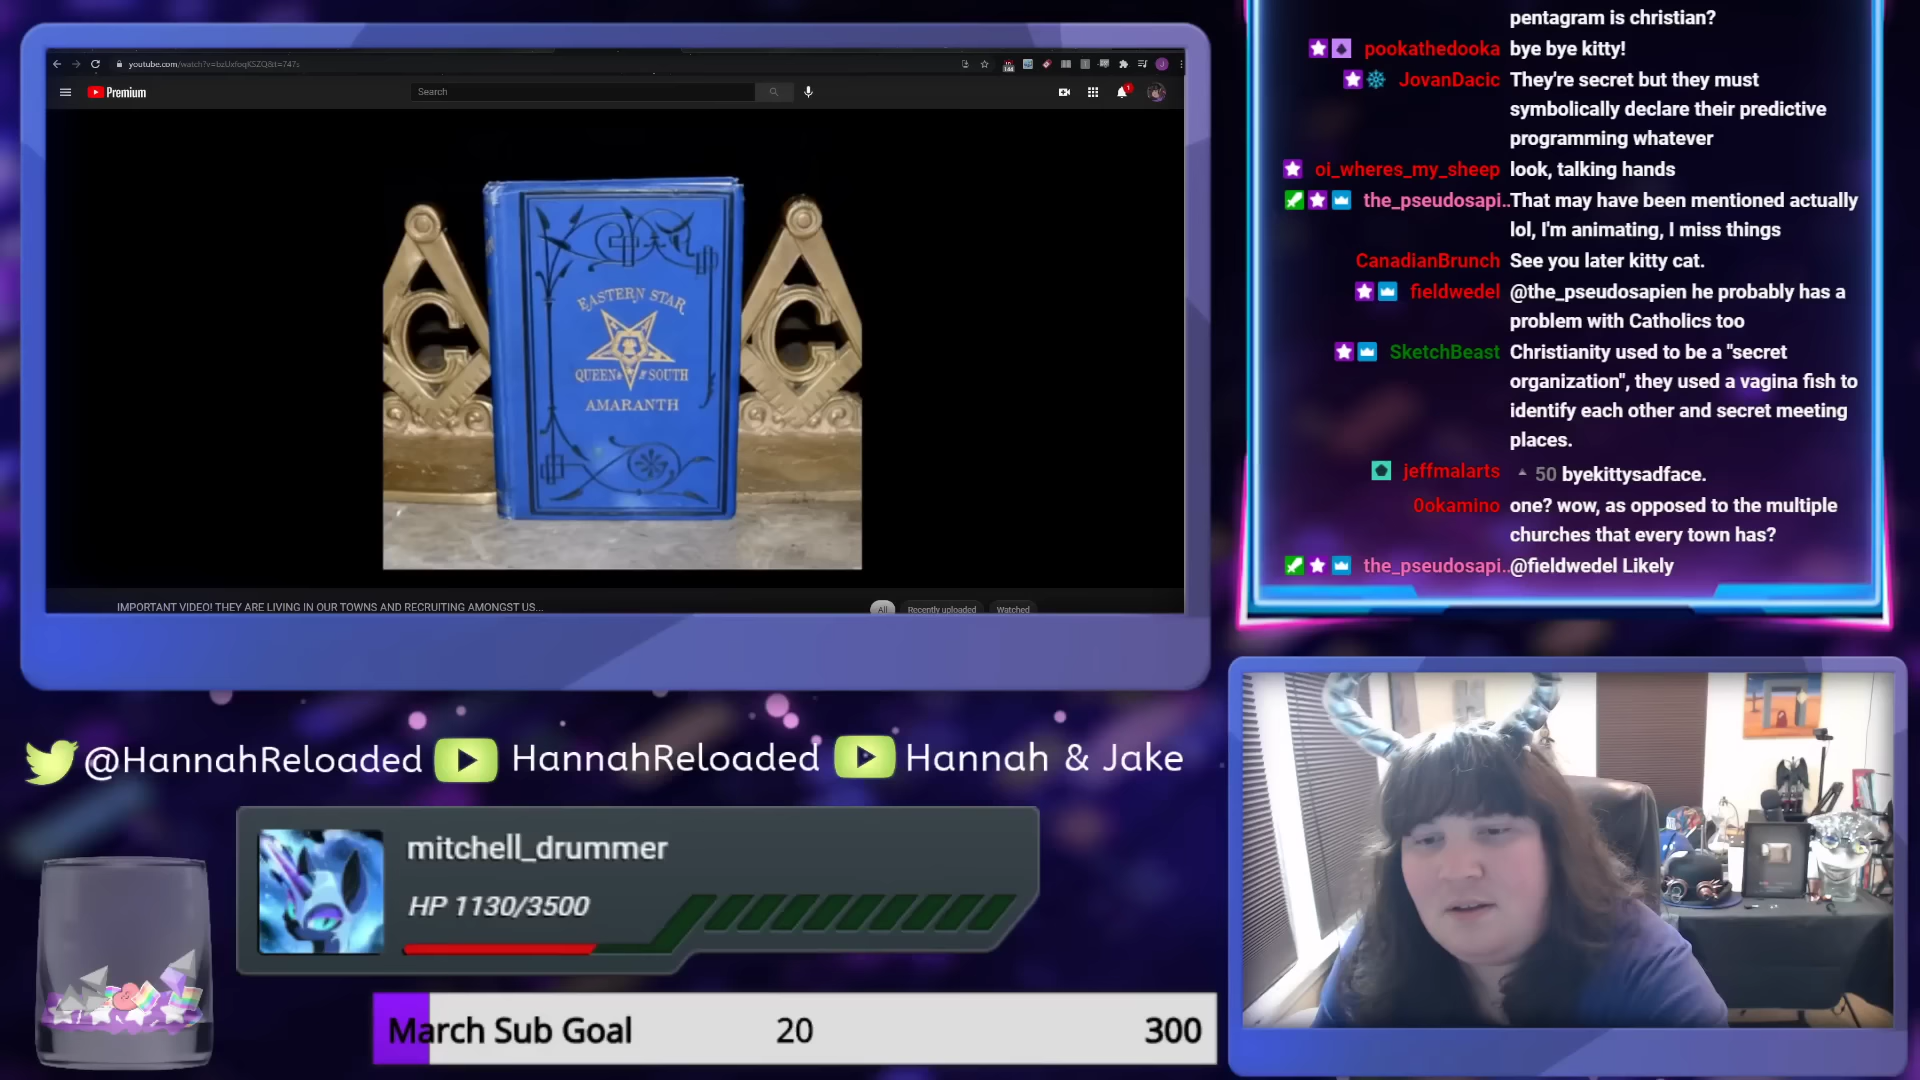 youtube.com/watch?v=bzUxfoqKSZQ&t=747s
Premium
Search
EASTERN STAR
QUEEN OF SOUTH
AMARANTH
G
G
IMPORTANT VIDEO! THEY ARE LIVING IN OUR TOWNS AND RECRUITING AMONGST US...
All
Recently uploaded
Watched
pentagram is christian?
pookathedooka bye bye kitty!
JovanDacic They're secret but they must
symbolically declare their predictive
programming whatever
oi_wheres_my_sheep look, talking hands
the_pseudosapi..That may have been mentioned actually
lol, I'm animating, I miss things
CanadianBrunch See you later kitty cat.
fieldwedel @the_pseudosapien he probably has a
problem with Catholics too
SketchBeast Christianity used to be a "secret
organization", they used a vagina fish to
identify each other and secret meeting
places.
jeffmalarts 50 byekittysadface.
0okamino one? wow, as opposed to the multiple
churches that every town has?
the_pseudosapi..@fieldwedel Likely
@HannahReloaded HannahReloaded Hannah & Jake
mitchell_drummer
HP 1130/3500
March Sub Goal 20 300